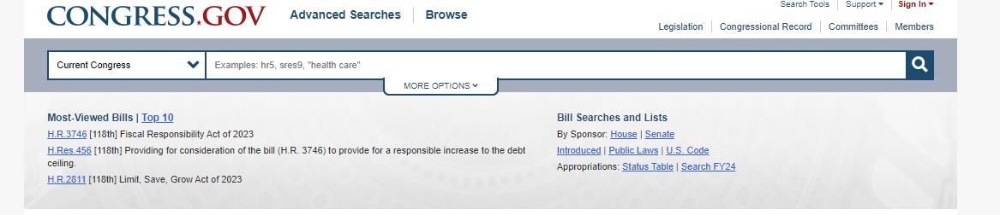 CONGRESS.GOV Advanced Searches Browse Search Tools Support Sign In
Legislation Congressional Record Committees Members
Current Congress Examples: hr5, sres9, "health care"
MORE OPTIONS
Most-Viewed Bills | Top 10
H.R.3746 [118th] Fiscal Responsibility Act of 2023
H.Res.456 [118th] Providing for consideration of the bill (H.R. 3746) to provide for a responsible increase to the debt
ceiling.
H.R.2811 [118th] Limit, Save, Grow Act of 2023
Bill Searches and Lists
By Sponsor: House | Senate
Introduced | Public Laws | U.S. Code
Appropriations: Status Table | Search FY24